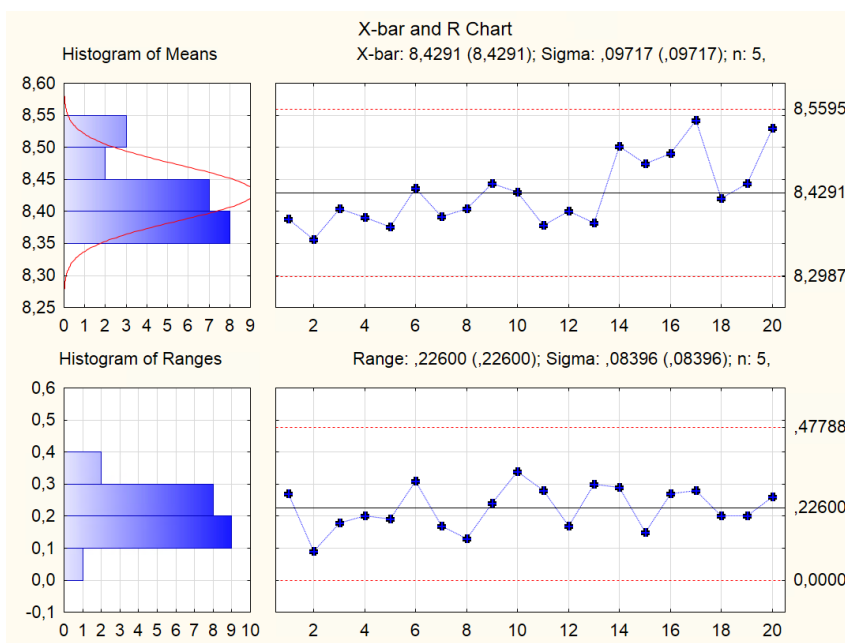 X-bar and R Chart
Histogram of Means
X-bar: 8,4291 (8,4291); Sigma: ,09717 (,09717); n: 5,
8,60
8,55
8,50
8,45
8,40
8,35
8,30
8,25
0 1 2 3 4 5 6 7 8 9
8,5595
8,4291
8,2987
2 4 6 8 10 12 14 16 18 20
Histogram of Ranges
Range: ,22600 (,22600); Sigma: ,08396 (,08396); n: 5,
0,6
0,5
0,4
0,3
0,2
0,1
0,0
-0,1
0 1 2 3 4 5 6 7 8 9 10
,47788
,22600
0,0000
2 4 6 8 10 12 14 16 18 20